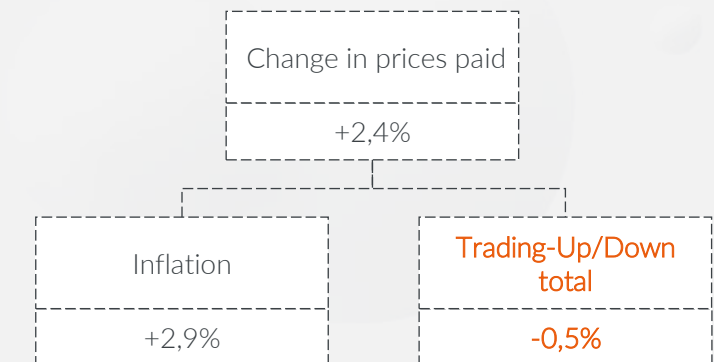 Change in prices paid
+2,4%
Inflation
Trading-Up/Down
total
+2,9%
-0,5%